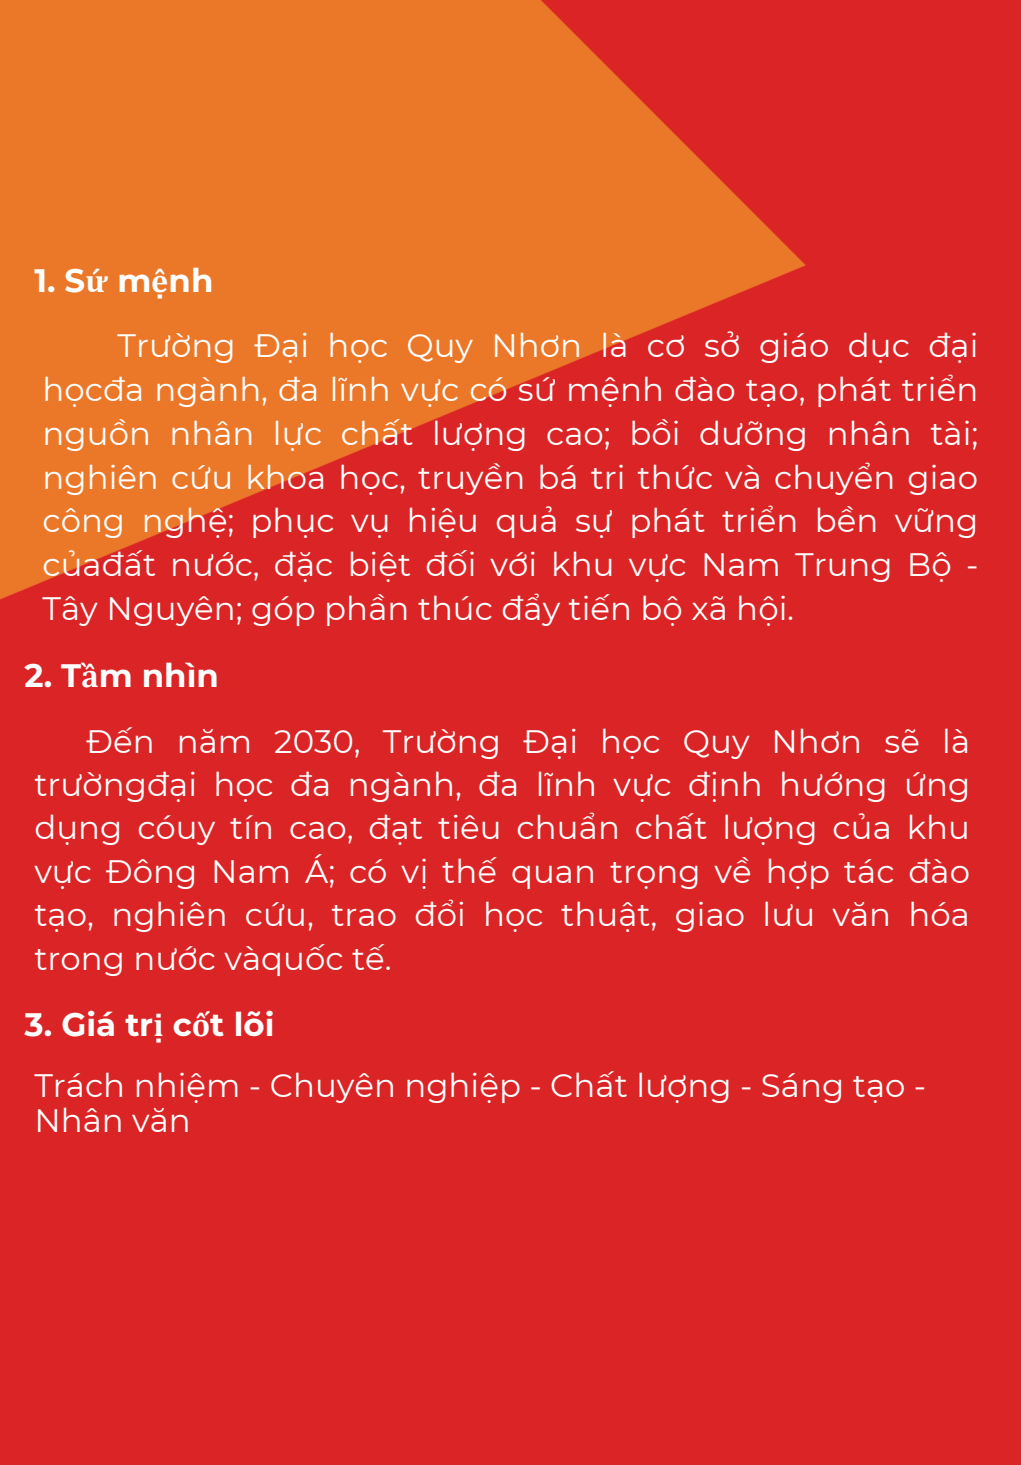 1. Sứ mệnh
Trường Đại học Quy Nhơn là cơ sở giáo dục đại
họcđa ngành, đa lĩnh vực có sứ mệnh đào tạo, phát triển
nguồn nhân lực chất lượng cao; bồi dưỡng nhân tài;
nghiên cứu khoa học, truyền bá tri thức và chuyển giao
công nghệ; phục vụ hiệu quả sự phát triển bền vững
củađất nước, đặc biệt đối với khu vực Nam Trung Bộ -
Tây Nguyên; góp phần thúc đẩy tiến bộ xã hội.
2. Tầm nhìn
Đến năm 2030, Trường Đại học Quy Nhơn sẽ là
trườngđại học đa ngành, đa lĩnh vực định hướng ứng
dụng cóuy tín cao, đạt tiêu chuẩn chất lượng của khu
vực Đông Nam Á; có vị thế quan trọng về hợp tác đào
tạo, nghiên cứu, trao đổi học thuật, giao lưu văn hóa
trong nước vàquốc tế.
3. Giá trị cốt lõi
Trách nhiệm - Chuyên nghiệp - Chất lượng - Sáng tạo -
Nhân văn